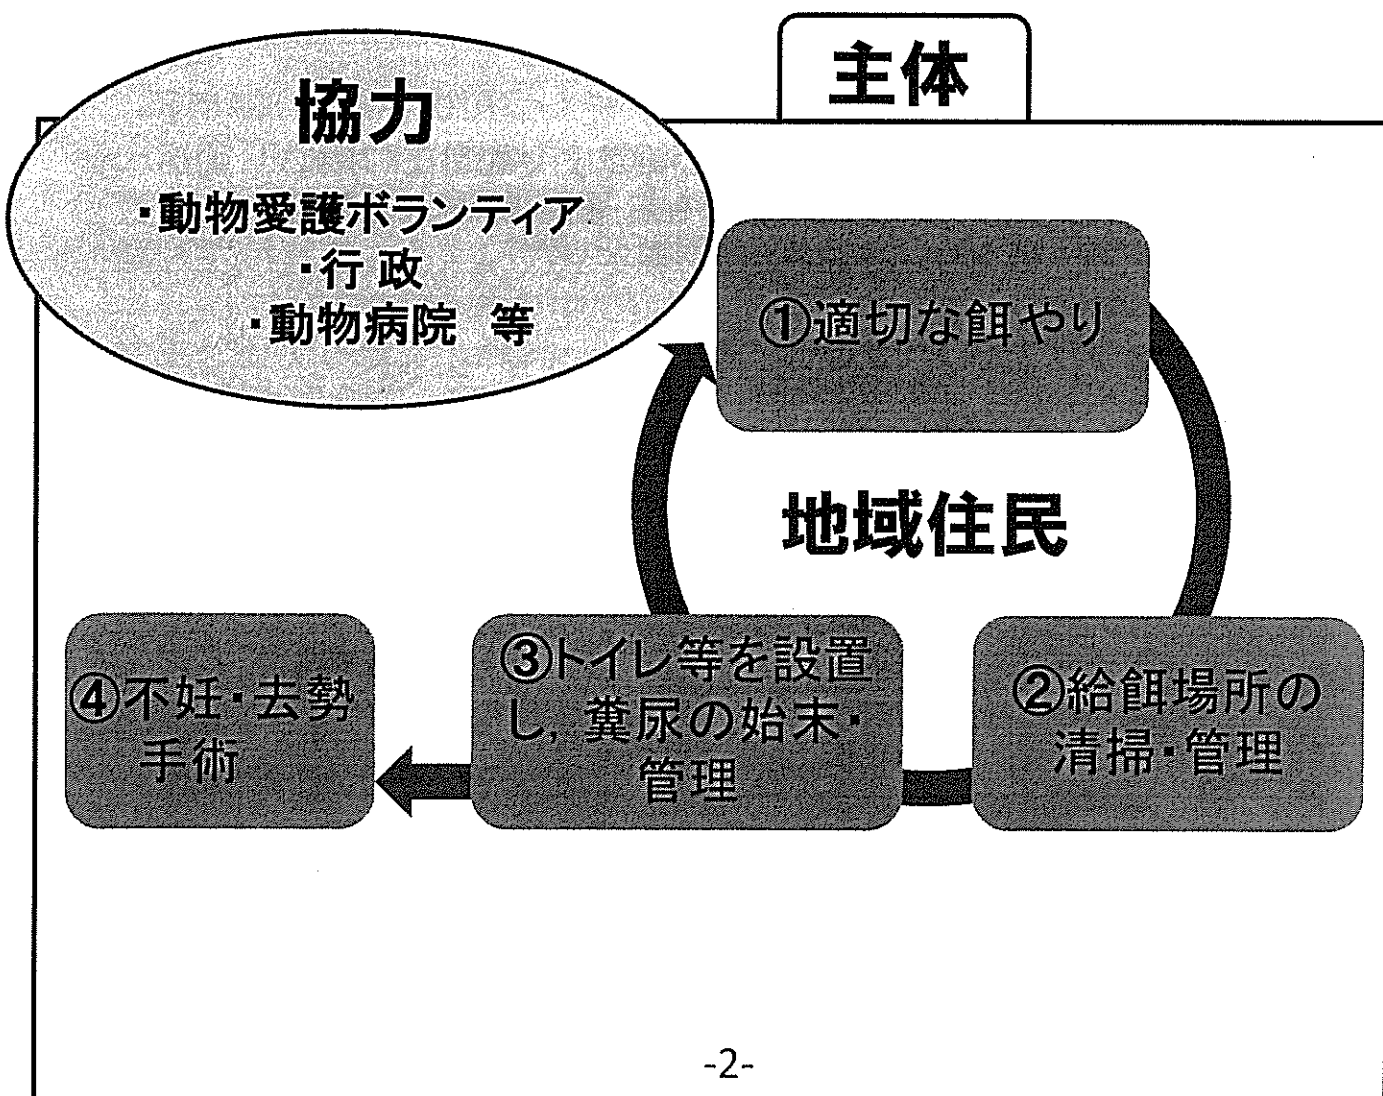 主体
協力
・動物愛護ボランティア
・行政
・動物病院 等
①適切な餌やり
地域住民
②給餌場所の
清掃・管理
③トイレ等を設置
し，糞尿の始末・
管理
④不妊・去勢
手術
-2-